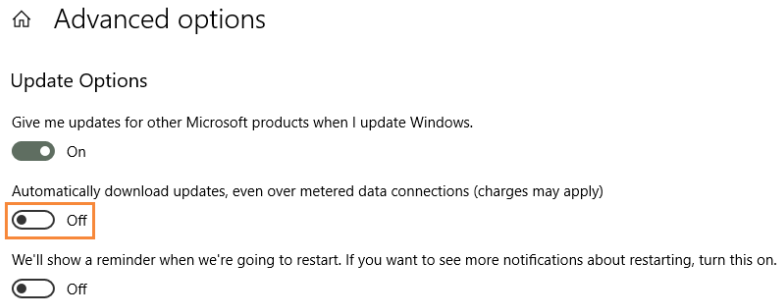 Advanced options
Update Options
Give me updates for other Microsoft products when I update Windows.
On
Automatically download updates, even over metered data connections (charges may apply)
Off
We'll show a reminder when we're going to restart. If you want to see more notifications about restarting, turn this on.
Off